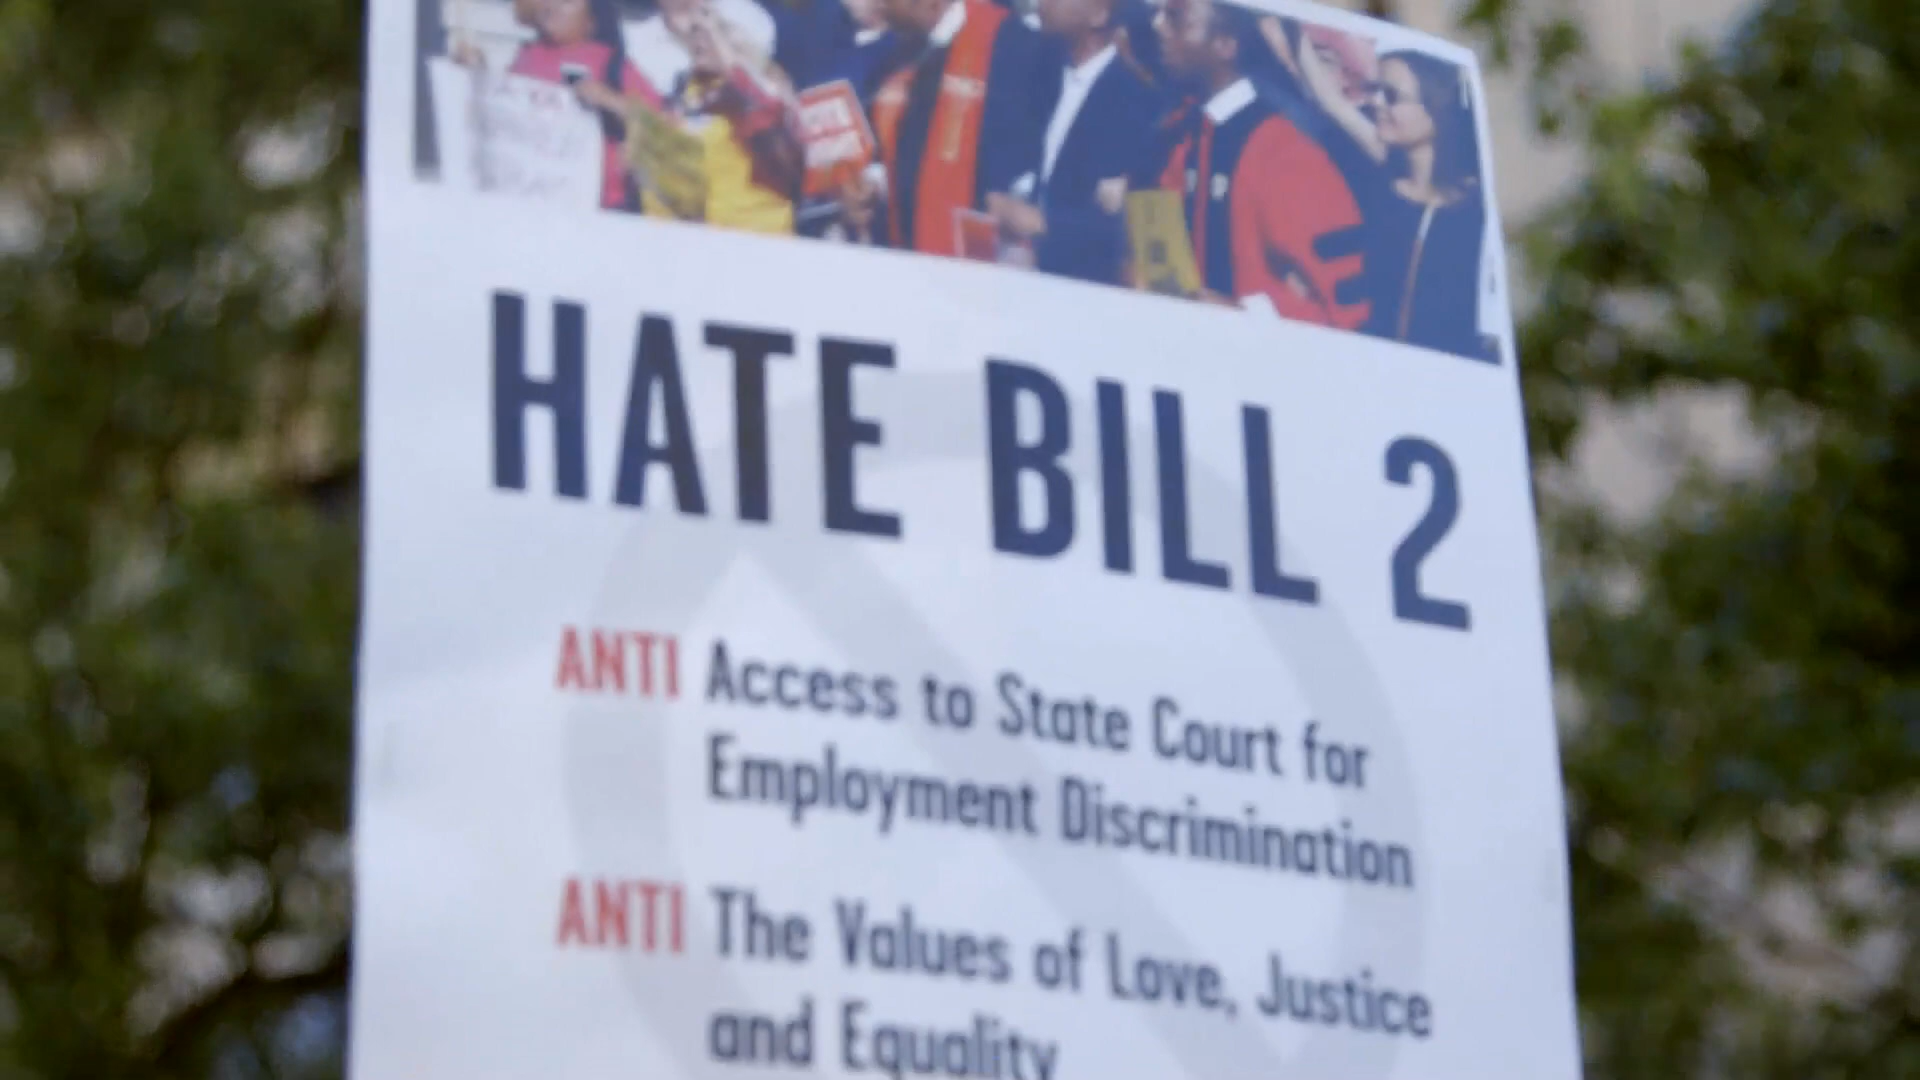 HATE BILL 2
ANTI Access to State Court for
Employment Discrimination
ANTI The Values of Love, Justice
and Equality